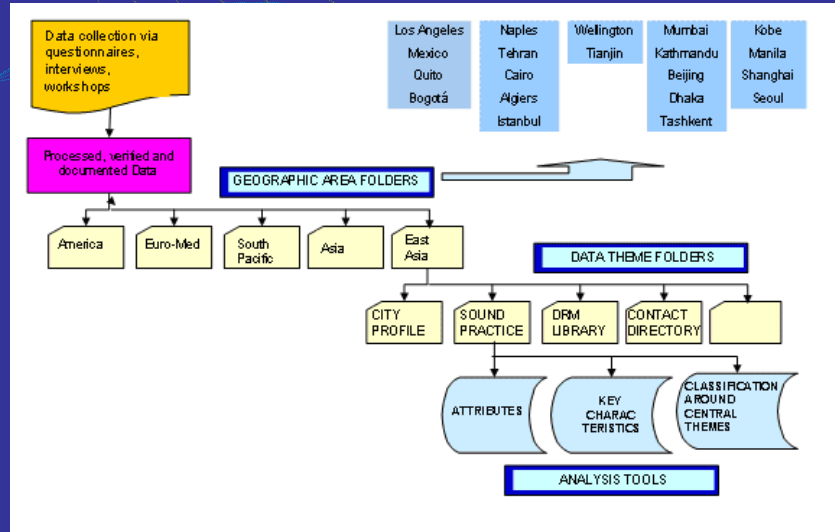 Data collection via
questionnaires,
interviews,
workshops
Los Angeles
Mexico
Quito
Bogotá
Naples
Tehran
Cairo
Algiers
Istanbul
Wellington
Tianjin
Mumbai
Kathmandu
Beijing
Dhaka
Tashkent
Kobe
Manila
Shanghai
Seoul
Processed, verified and
documented Data
GEOGRAPHIC AREA FOLDERS
America
Euro-Med
South
Pacific
Asia
East
Asia
DATA THEME FOLDERS
CITY
PROFILE
SOUND
PRACTICE
DRM
LIBRARY
CONTACT
DIRECTORY
ATTRIBUTES
KEY
CHARAC
TERISTICS
CLASSIFICATION
AROUND
CENTRAL
THEMES
ANALYSIS TOOLS